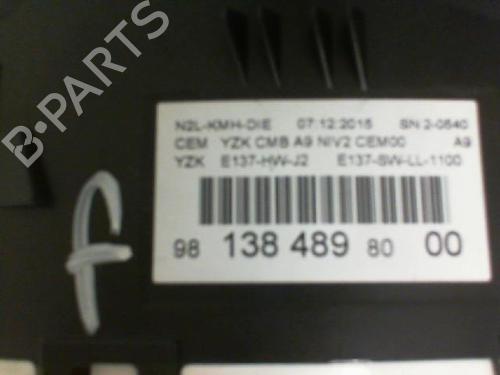 B-PARTS
N2L-KMH-DIE 07:12:2015 SN 2-0540
CEM YZK CMB A9 NIV2 CEM00 A9
YZK E137-HW-J2 E137-SW-LL-1100
98 138 489 80 00
f